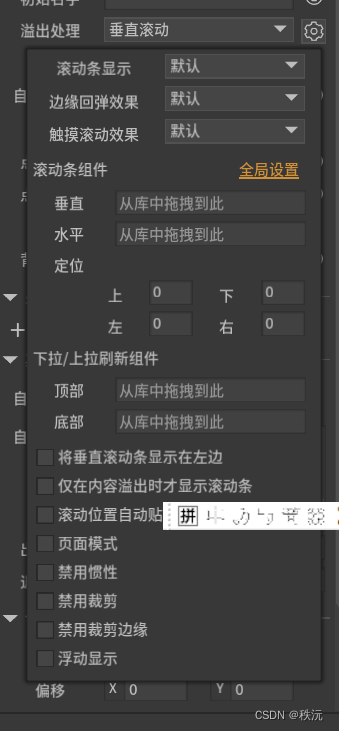 初始名字
溢出处理 垂直滚动
滚动条显示 默认
边缘回弹效果 默认
触摸滚动效果 默认
滚动条组件 全局设置
垂直 从库中拖拽到此
水平 从库中拖拽到此
定位
上 0 下 0
左 0 右 0
下拉/上拉刷新组件
顶部 从库中拖拽到此
底部 从库中拖拽到此
将垂直滚动条显示在左边
仅在内容溢出时才显示滚动条
滚动位置自动贴
拼
页面模式
禁用惯性
禁用裁剪
禁用裁剪边缘
浮动显示
偏移 X 0 Y 0
CSDN @秩沅